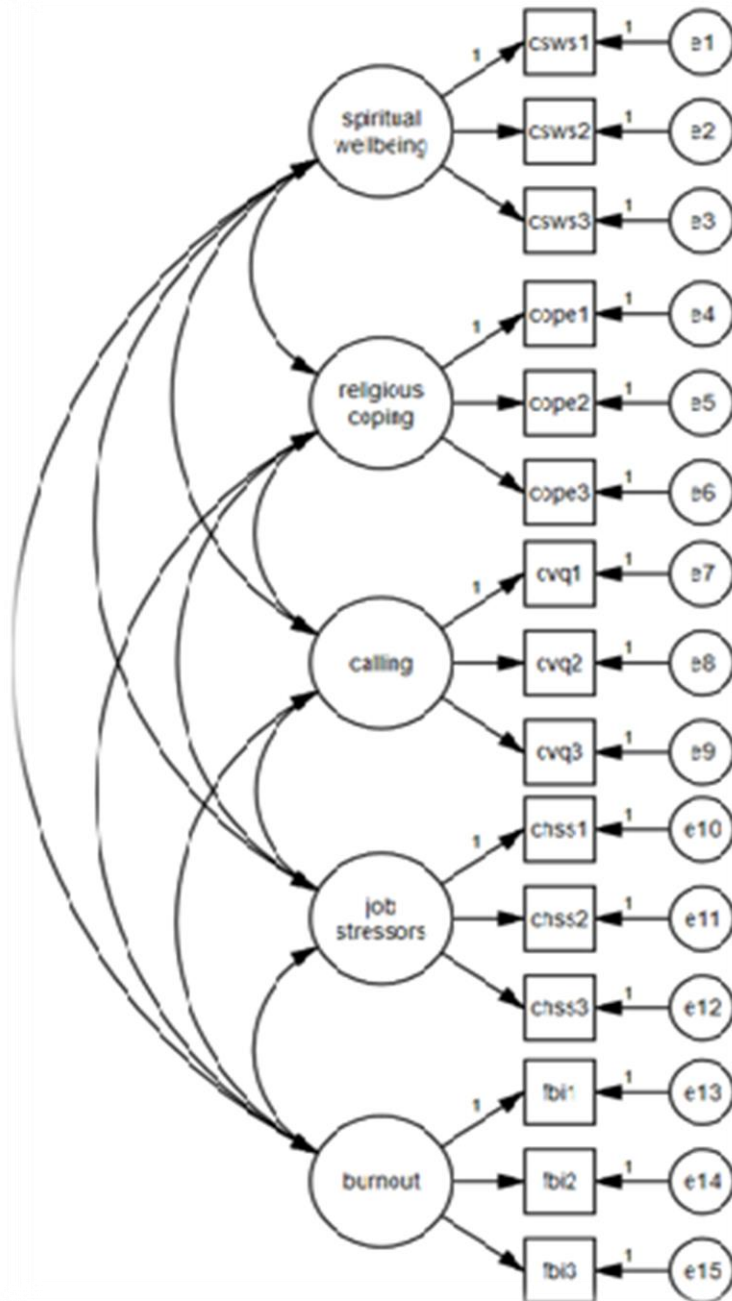 1
csws1
1
e1
spiritual
wellbeing
csws2
1
e2
csws3
1
e3
1
cope1
1
e4
religious
coping
cope2
1
e5
cope3
1
e6
1
cvq1
1
e7
calling
cvq2
1
e8
cvq3
1
e9
1
chss1
1
e10
job
stressors
chss2
1
e11
chss3
1
e12
1
fbi1
1
e13
burnout
fbi2
1
e14
fbi3
1
e15